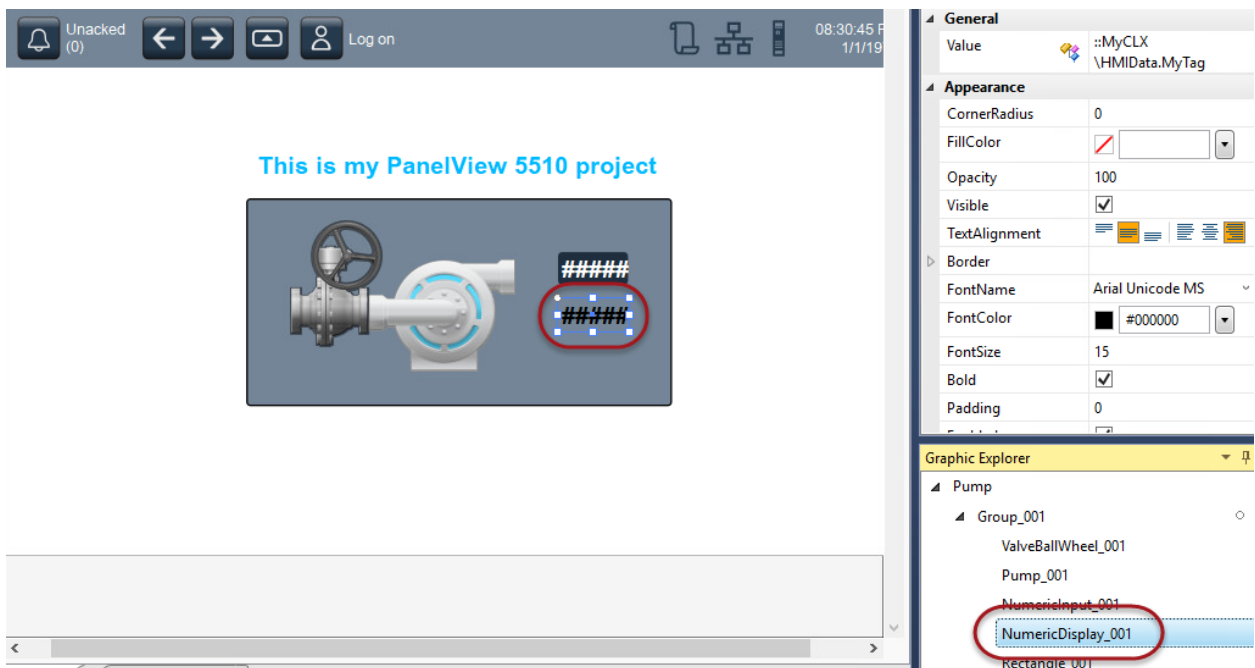 Unacked
(0)
Log on
08:30:45
1/1/19
This is my PanelView 5510 project
#####
#####
General
Value
::MyCLX
\HMIData.MyTag
Appearance
CornerRadius 0
FillColor
Opacity 100
Visible
TextAlignment
Border
FontName Arial Unicode MS
FontColor #000000
FontSize 15
Bold
Padding 0
Graphic Explorer
Pump
Group_001
ValveBallWheel_001
Pump_001
NumericInput_001
NumericDisplay_001
Rectangle_001